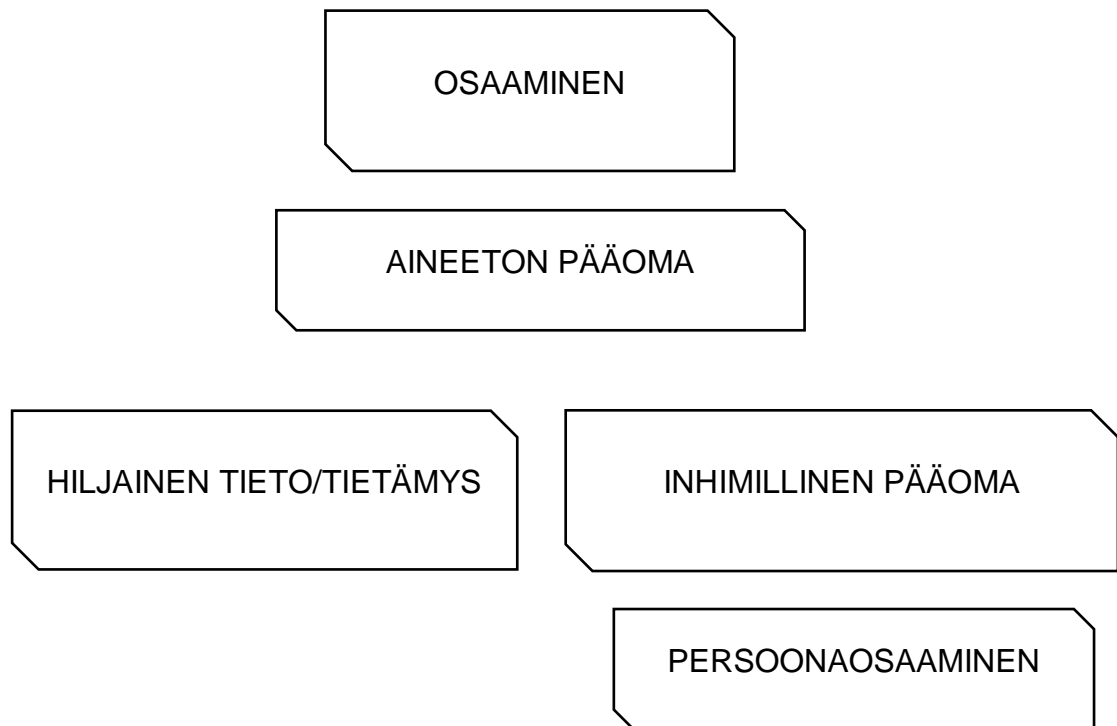 OSAAMINEN
AINEETON PÄÄOMA
HILJAINEN TIETO/TIETÄMYS
INHIMILLINEN PÄÄOMA
PERSOONAOSAAMINEN